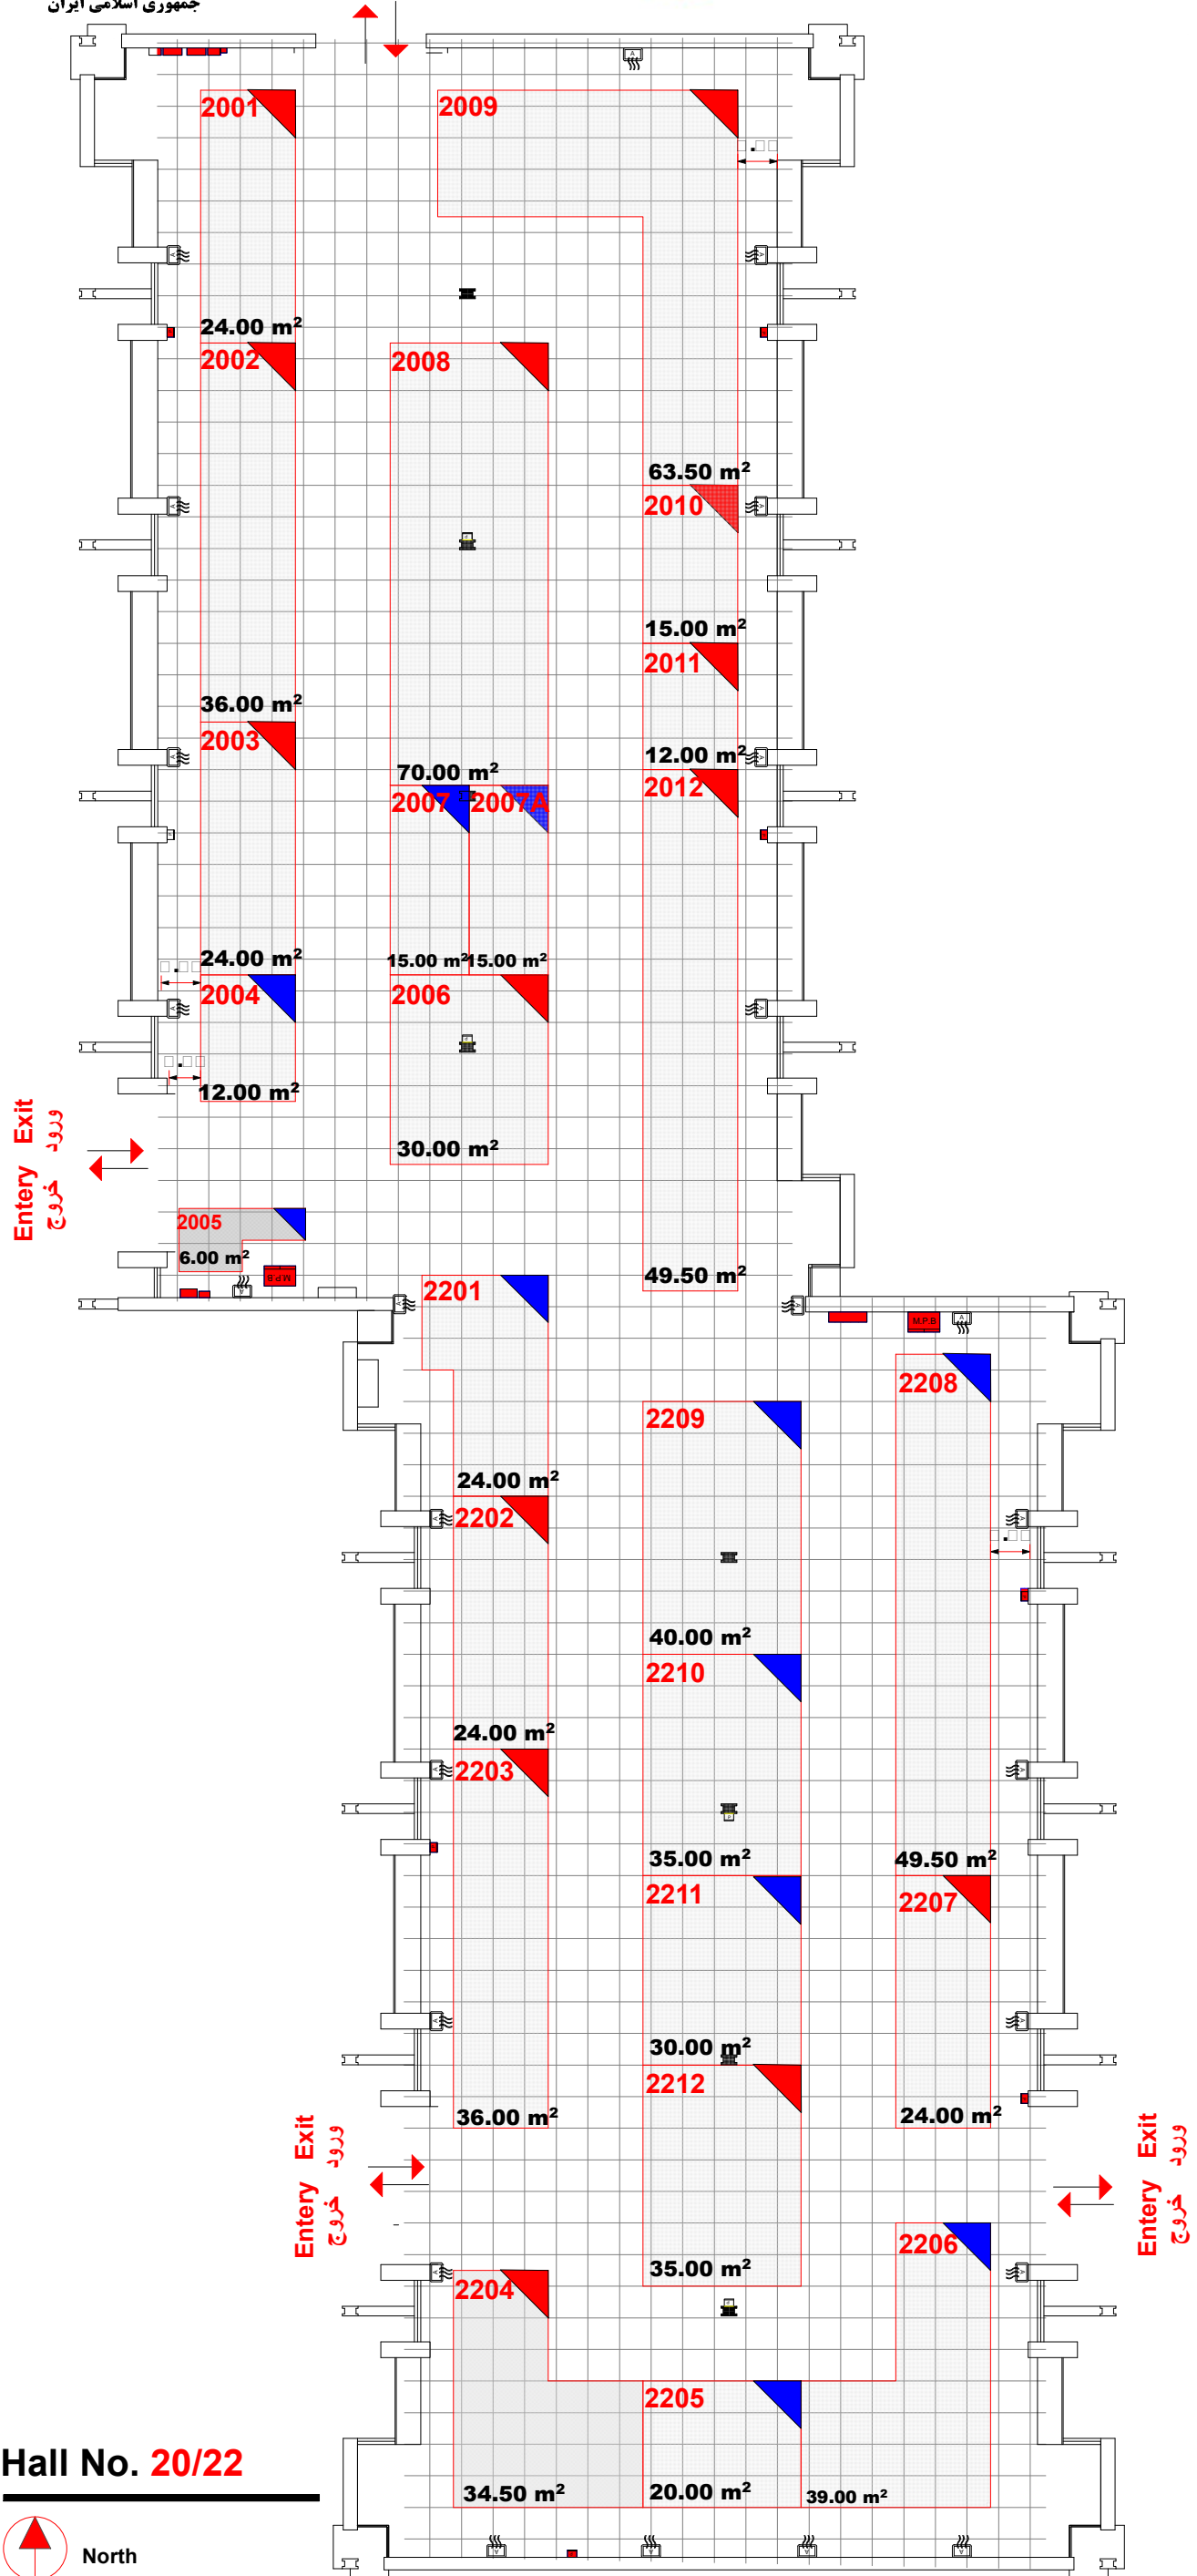 جمهوری اسلامی ایران
2001
2009
24.00 m²
2002
2008
63.50 m²
2010
15.00 m²
2011
36.00 m²
2003
12.00 m²
2012
70.00 m²
2007
2007A
24.00 m²
15.00 m²
15.00 m²
2004
2006
12.00 m²
30.00 m²
Entery Exit
ورود خروج
2005
6.00 m²
M.P.B
49.50 m²
2201
M.P.B
2208
2209
24.00 m²
2202
40.00 m²
2210
24.00 m²
2203
35.00 m²
49.50 m²
2211
2207
30.00 m²
2212
36.00 m²
24.00 m²
Entery Exit
ورود خروج
Entery Exit
ورود خروج
2206
35.00 m²
2204
2205
34.50 m²
20.00 m²
39.00 m²
Hall No. 20/22
North